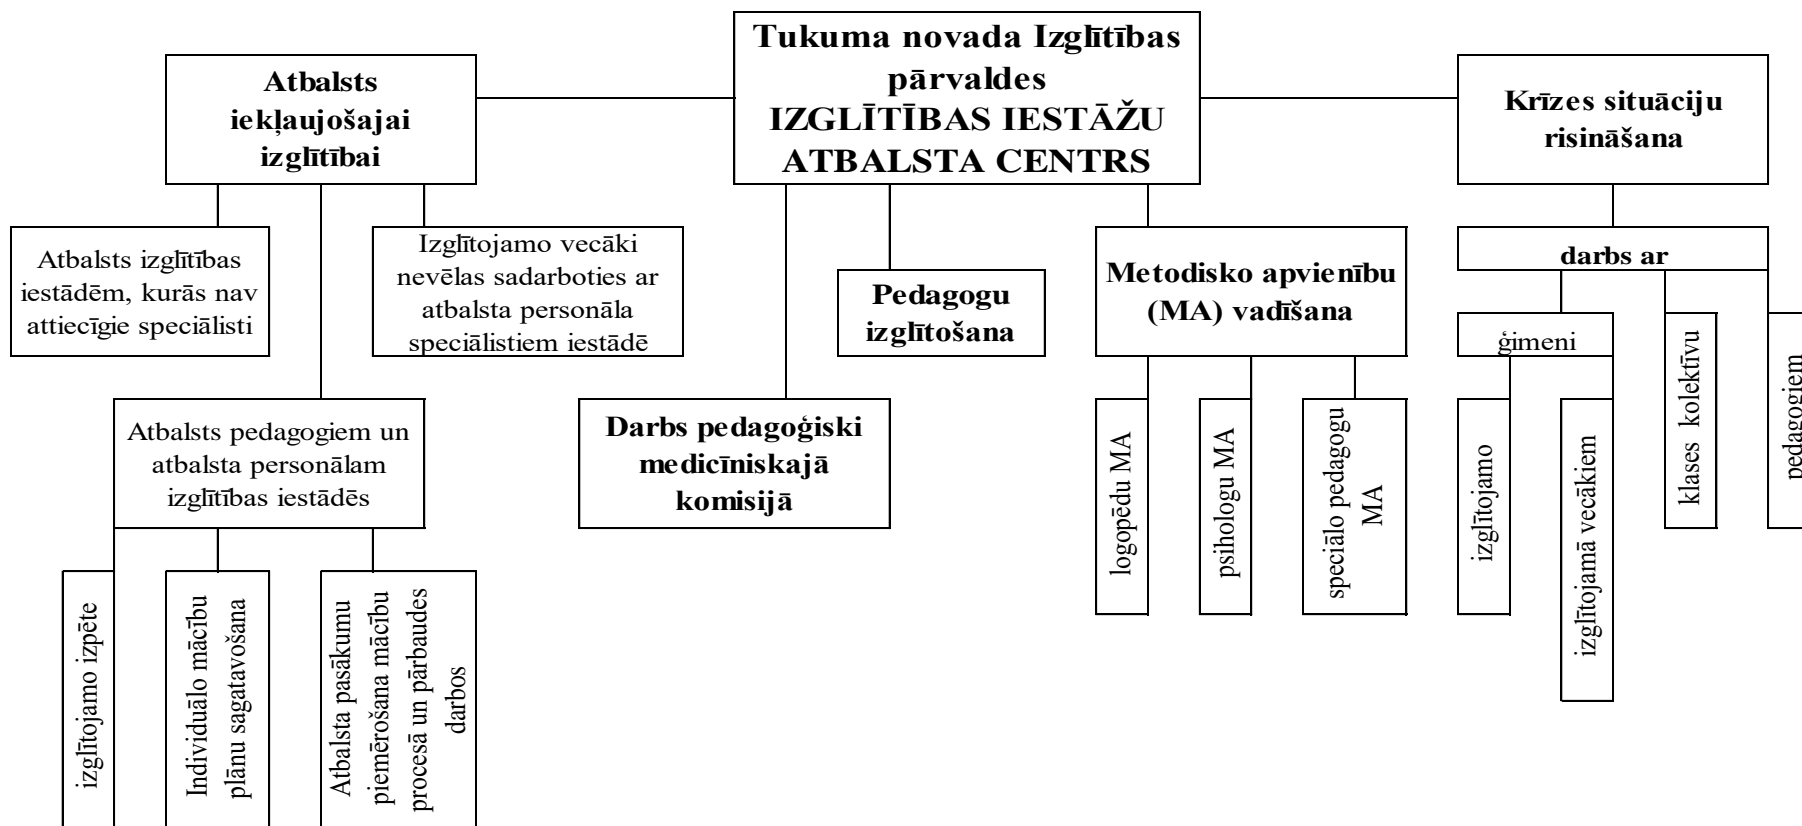 Tukuma novada Izglītības
pārvaldes
IZGLĪTĪBAS IESTĀŽU
ATBALSTA CENTRS
Atbalsts
iekļaujošajai
izglītībai
Krīzes situāciju
risināšana
Atbalsts izglītības
iestādēm, kurās nav
attiecīgie speciālisti
Izglītojamo vecāki
nevēlas sadarboties ar
atbalsta personāla
speciālistiem iestādē
Atbalsts pedagogiem un
atbalsta personālam
izglītības iestādēs
izglītojamo izpēte
Individuālo mācību
plānu sagatavošana
Atbalsta pasākumu
piemērošana mācību
procesā un pārbaudes
darbos
Darbs pedagoģiski
medicīniskajā
komisijā
Pedagogu
izglītošana
Metodisko apvienību
(MA) vadīšana
logopēdu MA
psihologu MA
speciālo pedagogu
MA
darbs ar
ģimeni
izglītojamo
izglītojamā vecākiem
klases kolektīvu
pedagogiem